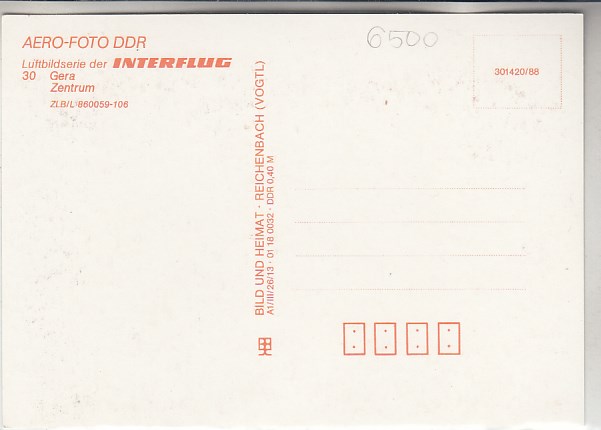 AERO-FOTO DDR
Luftbildserie der INTERFLUG
30 Gera
Zentrum
ZLB/L 860059-106
6500
301420/88
BILD UND HEIMAT · REICHENBACH (VOGTL)
A1/III/26/13 · 01 18 0032 · DDR 0,40 M